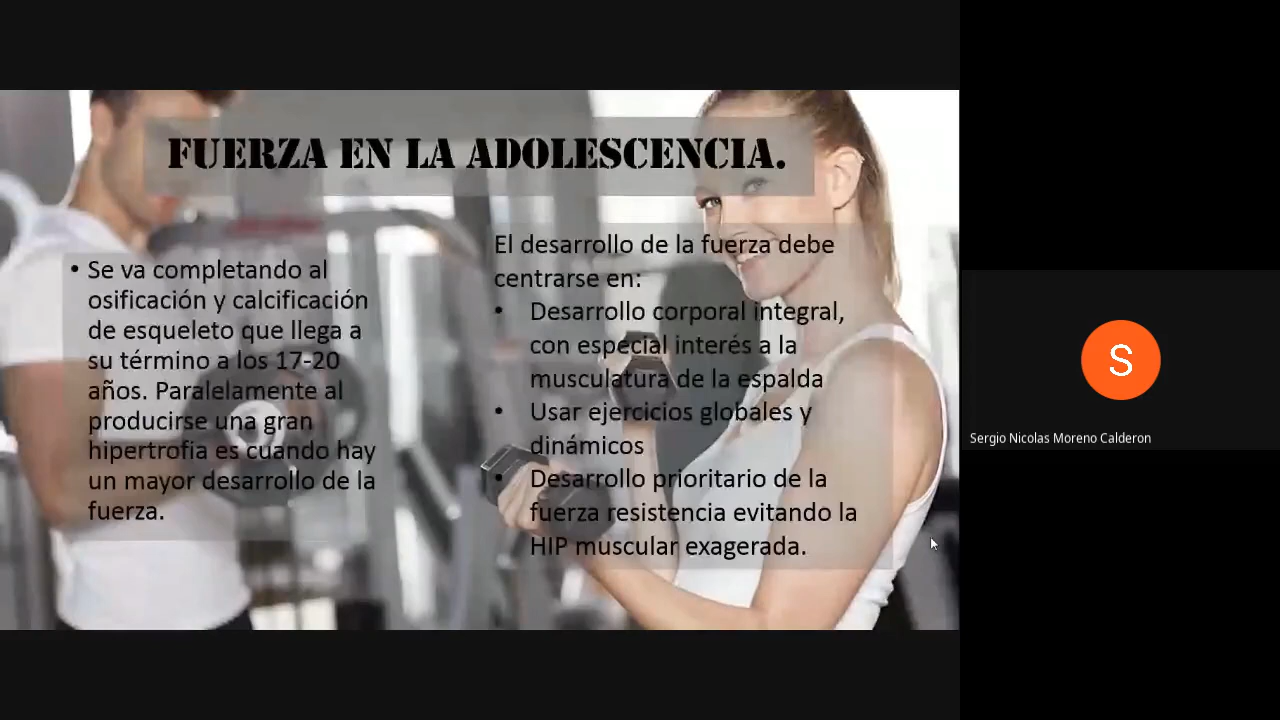 FUERZA EN LA ADOLESCENCIA.
• Se va completando al
osificación y calcificación
de esqueleto que llega a
su término a los 17-20
años. Paralelamente al
producirse una gran
hipertrofia es cuando hay
un mayor desarrollo de la
fuerza.
El desarrollo de la fuerza debe
centrarse en:
• Desarrollo corporal integral,
con especial interés a la
musculatura de la espalda
• Usar ejercicios globales y
dinámicos
• Desarrollo prioritario de la
fuerza resistencia evitando la
HIP muscular exagerada.
S
Sergio Nicolas Moreno Calderon